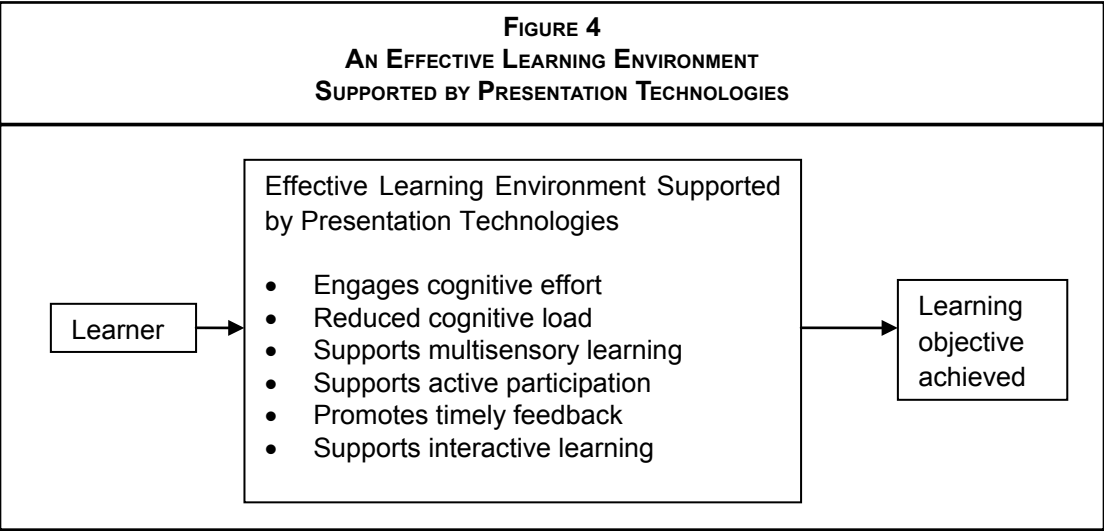 FIGURE 4
AN EFFECTIVE LEARNING ENVIRONMENT
SUPPORTED BY PRESENTATION TECHNOLOGIES
Effective Learning Environment Supported
by Presentation Technologies
• Engages cognitive effort
• Reduced cognitive load
• Supports multisensory learning
• Supports active participation
• Promotes timely feedback
• Supports interactive learning
Learner
Learning
objective
achieved